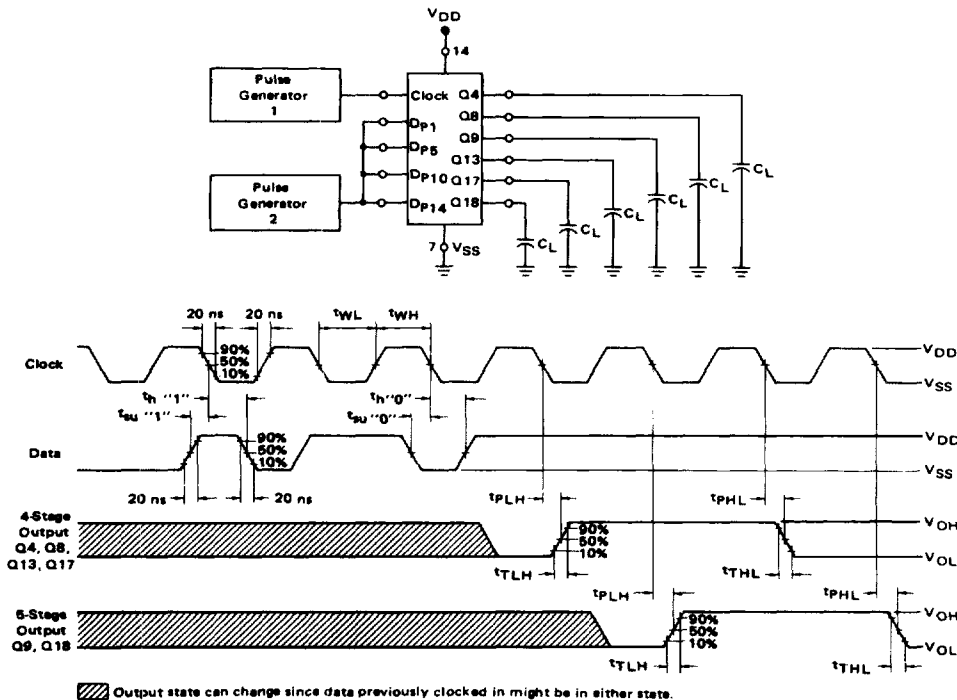 VDD
14
Pulse
Generator
1
Clock
Q4
DP1
Q8
DP5
Q9
DP10
Q13
DP14
Q17
Q18
Pulse
Generator
2
CL
CL
CL
CL
CL
CL
7
VSS
20 ns
20 ns
tWL
tWH
Clock
90%
50%
10%
VDD
VSS
th "1"
th "0"
tsu "1"
tsu "0"
Data
90%
50%
10%
VDD
VSS
20 ns
20 ns
tPLH
tPHL
4-Stage
Output
Q4, Q8,
Q13, Q17
90%
50%
10%
VOH
VOL
tTLH
tTHL
tPLH
tPHL
5-Stage
Output
Q9, Q18
90%
50%
10%
VOH
VOL
tTLH
tTHL
Output state can change since data previously clocked in might be in either state.